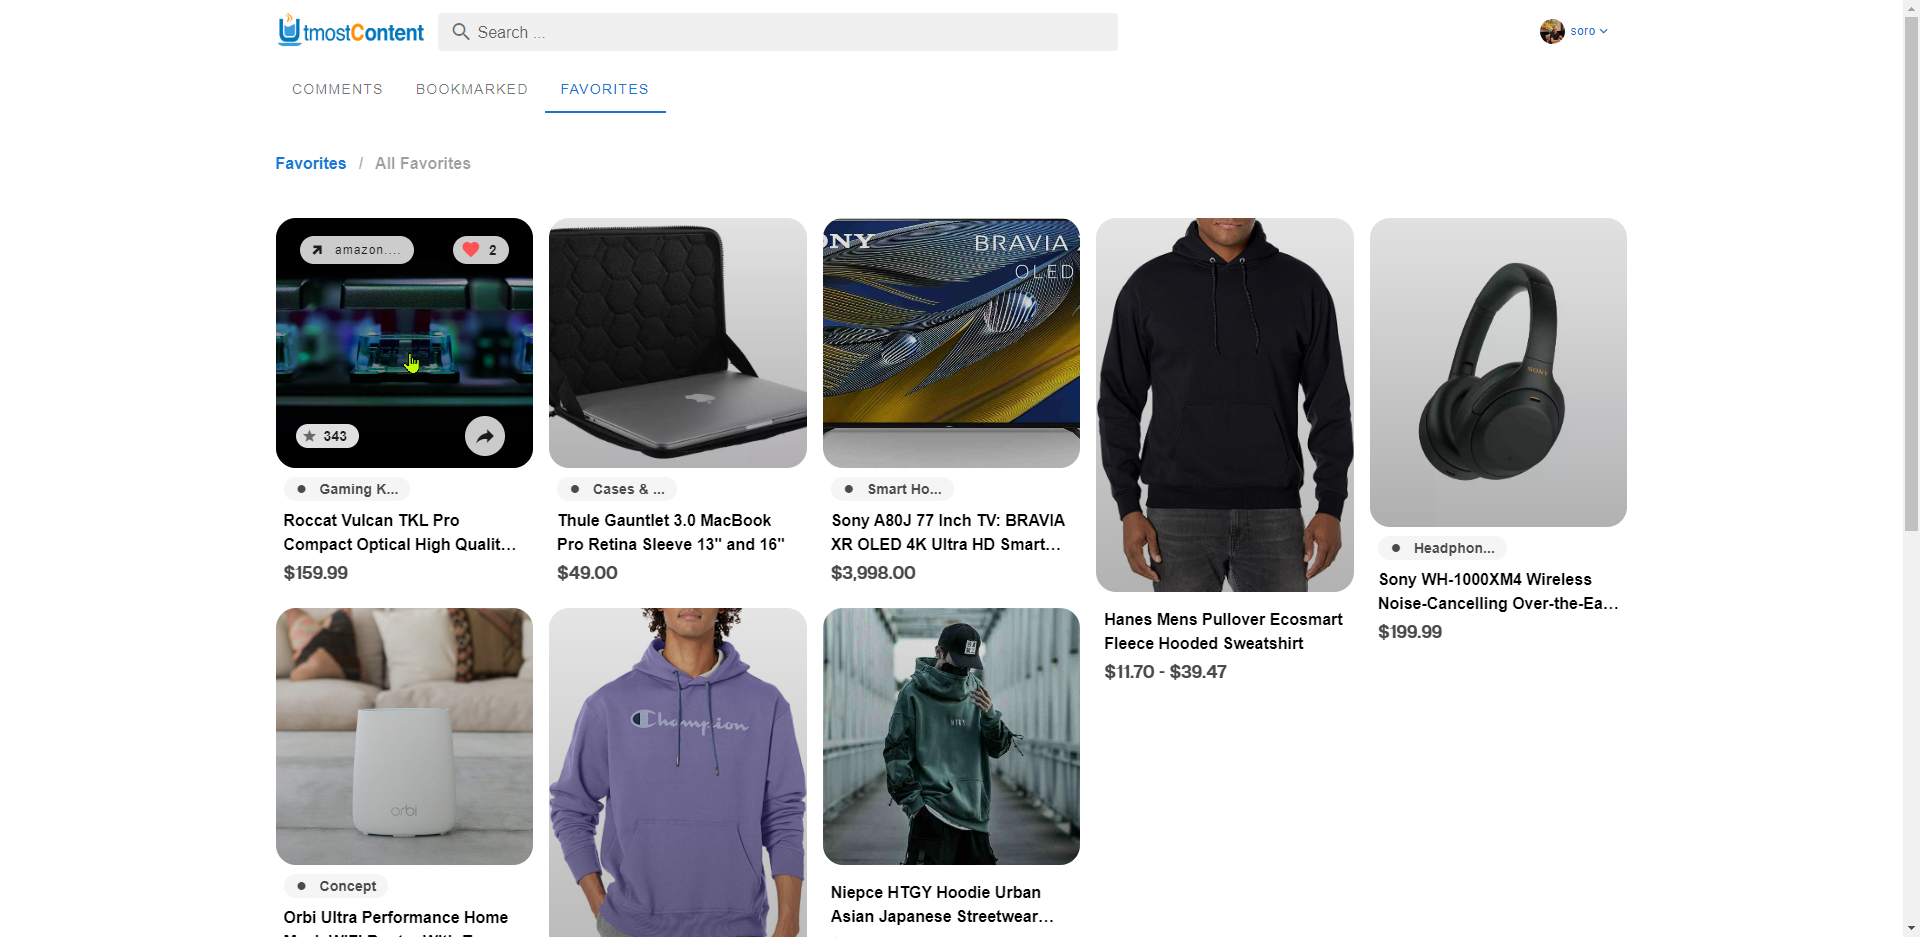 UtmostContent
Search ...
soro
COMMENTS
BOOKMARKED
FAVORITES
Favorites / All Favorites
amazon....
2
343
Gaming K...
Roccat Vulcan TKL Pro
Compact Optical High Qualit...
$159.99
Cases & ...
Thule Gauntlet 3.0 MacBook
Pro Retina Sleeve 13" and 16"
$49.00
ONY
BRAVIA
OLED
Smart Ho...
Sony A80J 77 Inch TV: BRAVIA
XR OLED 4K Ultra HD Smart...
$3,998.00
Hanes Mens Pullover Ecosmart
Fleece Hooded Sweatshirt
$11.70 - $39.47
SONY
Headphon...
Sony WH-1000XM4 Wireless
Noise-Cancelling Over-the-Ea...
$199.99
orbi
Concept
Orbi Ultra Performance Home
Champion
HTGY
Niepce HTGY Hoodie Urban
Asian Japanese Streetwear...